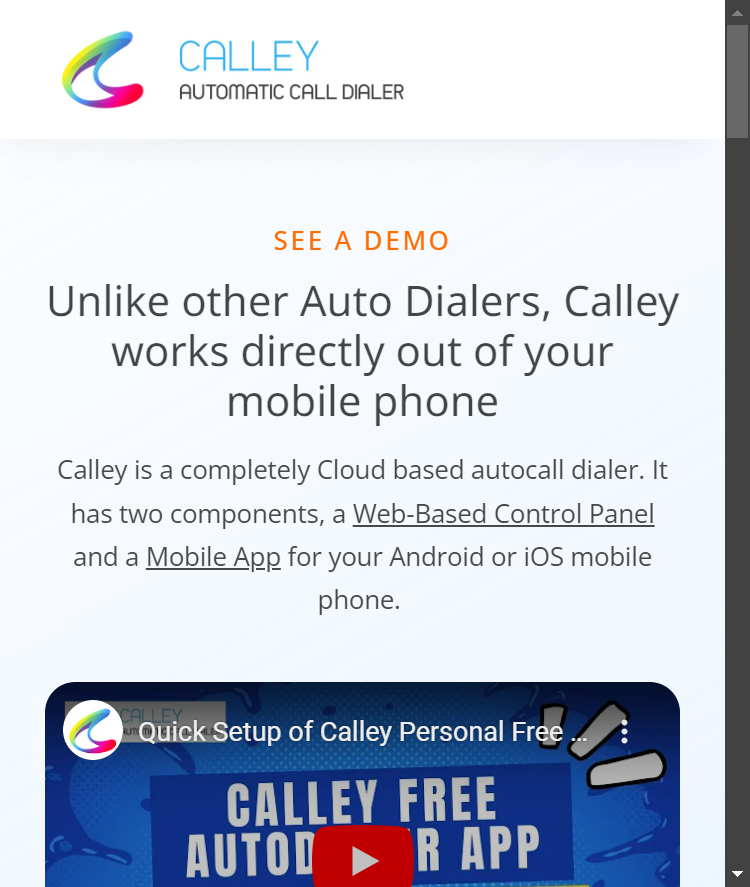 CALLEY
AUTOMATIC CALL DIALER
SEE A DEMO
Unlike other Auto Dialers, Calley
works directly out of your
mobile phone
Calley is a completely Cloud based autocall dialer. It
has two components, a Web-Based Control Panel
and a Mobile App for your Android or iOS mobile
phone.
CALLEY
Quick Setup of Calley Personal Free ...
CALLEY FREE
APP